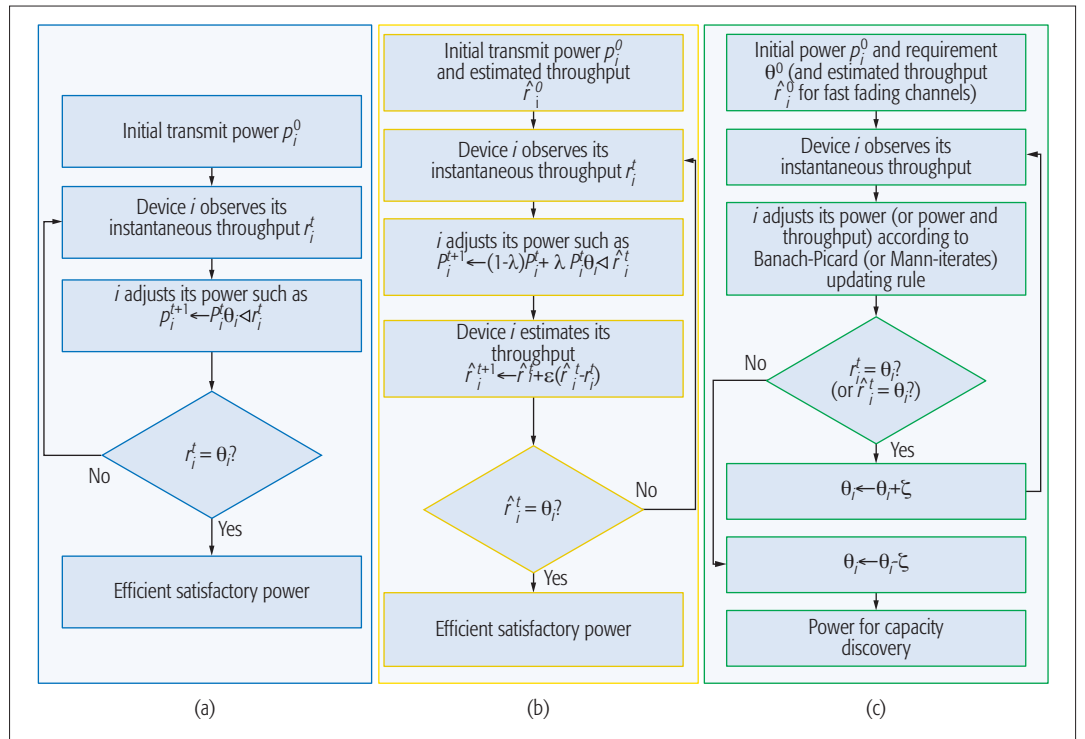 Initial transmit power p_i^0
Device i observes its
instantaneous throughput r_i^t
i adjusts its power such as
p_i^{t+1}←P_i^tθ_i⊲r_i^t
r_i^t = θ_i?
No
Yes
Efficient satisfactory power
(a)
Initial transmit power p_i^0
and estimated throughput
r̂_i^0
Device i observes its
instantaneous throughput r_i^t
i adjusts its power such as
P_i^{t+1}←(1-λ)P_i^t+ λ P_i^tθ_i⊲ r̂_i^t
Device i estimates its
throughput
r̂_i^{t+1}←r̂_i^t+ε(r̂_i^t-r_i^t)
r̂_i^t = θ_i?
No
Yes
Efficient satisfactory power
(b)
Initial power p_i^0 and requirement
θ^0 (and estimated throughput
r̂_i^0 for fast fading channels)
Device i observes its
instantaneous throughput
i adjusts its power (or power and
throughput) according to
Banach-Picard (or Mann-iterates)
updating rule
No
r_i^t = θ_i?
(or r̂_i^t = θ_i?)
Yes
θ_i←θ_i+ζ
θ_i←θ_i-ζ
Power for capacity
discovery
(c)